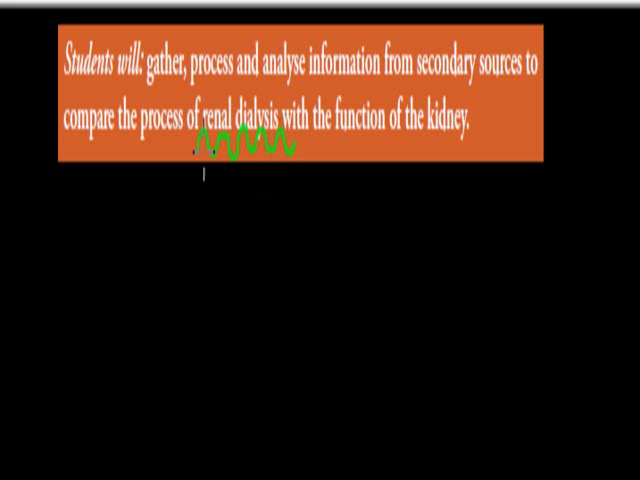 Students will: gather, process and analyse information from secondary sources to
compare the process of renal dialysis with the function of the kidney.